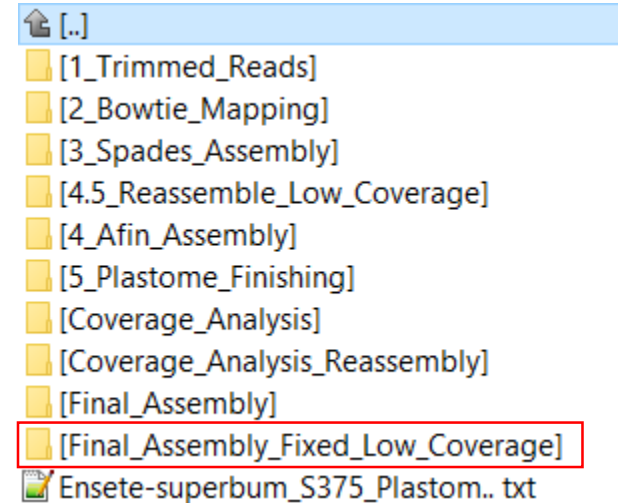 [..]
[1_Trimmed_Reads]
[2_Bowtie_Mapping]
[3_Spades_Assembly]
[4.5_Reassemble_Low_Coverage]
[4_Afin_Assembly]
[5_Plastome_Finishing]
[Coverage_Analysis]
[Coverage_Analysis_Reassembly]
[Final_Assembly]
[Final_Assembly_Fixed_Low_Coverage]
Ensete-superbum_S375_Plastom.. txt